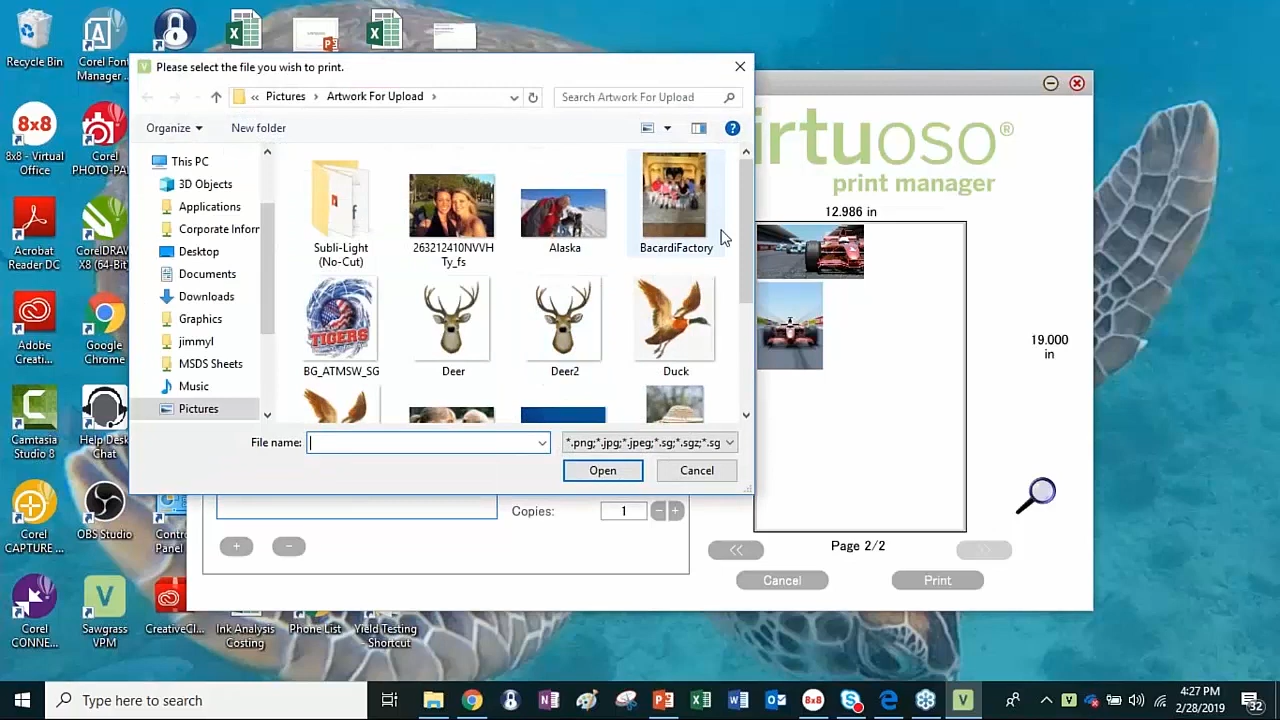 Recycle Bin
Corel Font
Manager ...
Please select the file you wish to print.
Pictures
Artwork For Upload
Search Artwork For Upload
Organize
New folder
8x8 - Virtual
Office
Corel
PHOTO-PA
This PC
3D Objects
Applications
Corporate Inforr
Desktop
Documents
Downloads
Graphics
jimmyl
MSDS Sheets
Music
Pictures
Subli-Light
(No-Cut)
263212410NVVH
Ty_fs
Alaska
BacardiFactory
TIGERS
BG_ATMSW_SG
Deer
Deer2
Duck
File name:
*.png;*.jpg;*.jpeg;*.sg;*.sgz;*.sg
Open
Cancel
irtuoso®
print manager
12.986 in
19.000
in
Acrobat
Reader DC
CorelDRAW
X8 (64-Bit)
Adobe
Creati...
Google
Chrome
Camtasia
Studio 8
Help Desk
Chat
Copies:
1
Page 2/2
Cancel
Print
Corel
CAPTURE ...
OBS Studio
Contr
Panel
Corel
CONNE...
Sawgrass
VPM
CreativeCl...
Ink Analysis
Costing
Phone List
Yield Testing
- Shortcut
Type here to search
8x8
4:27 PM
2/28/2019
32